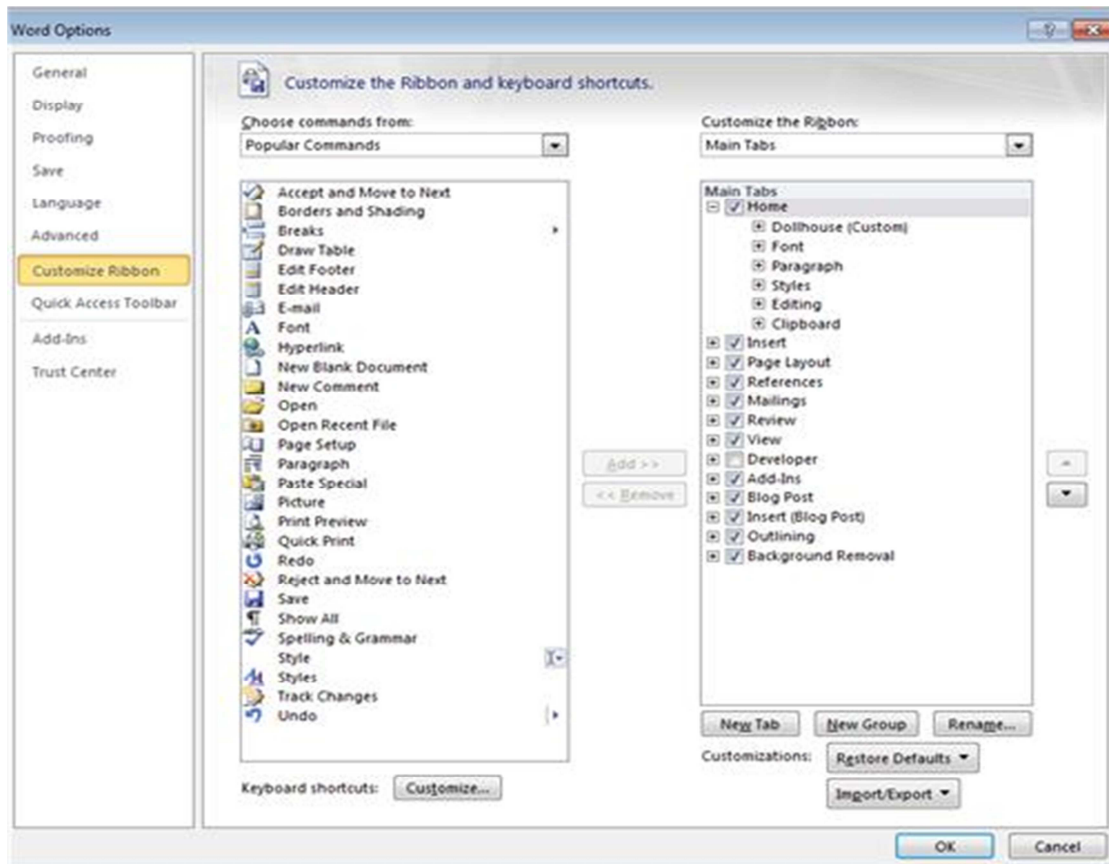 Word Options
General
Display
Proofing
Save
Language
Advanced
Customize Ribbon
Quick Access Toolbar
Add-Ins
Trust Center
Customize the Ribbon and keyboard shortcuts.
Choose commands from:
Popular Commands
Accept and Move to Next
Borders and Shading
Breaks
Draw Table
Edit Footer
Edit Header
E-mail
Font
Hyperlink
New Blank Document
New Comment
Open
Open Recent File
Page Setup
Paragraph
Paste Special
Picture
Print Preview
Quick Print
Redo
Reject and Move to Next
Save
Show All
Spelling & Grammar
Style
Styles
Track Changes
Undo
Keyboard shortcuts: Customize...
Add >>
<< Remove
Customize the Ribbon:
Main Tabs
Main Tabs
Home
Dollhouse (Custom)
Font
Paragraph
Styles
Editing
Clipboard
Insert
Page Layout
References
Mailings
Review
View
Developer
Add-Ins
Blog Post
Insert (Blog Post)
Outlining
Background Removal
New Tab New Group Rename...
Customizations: Restore Defaults
Import/Export
OK Cancel